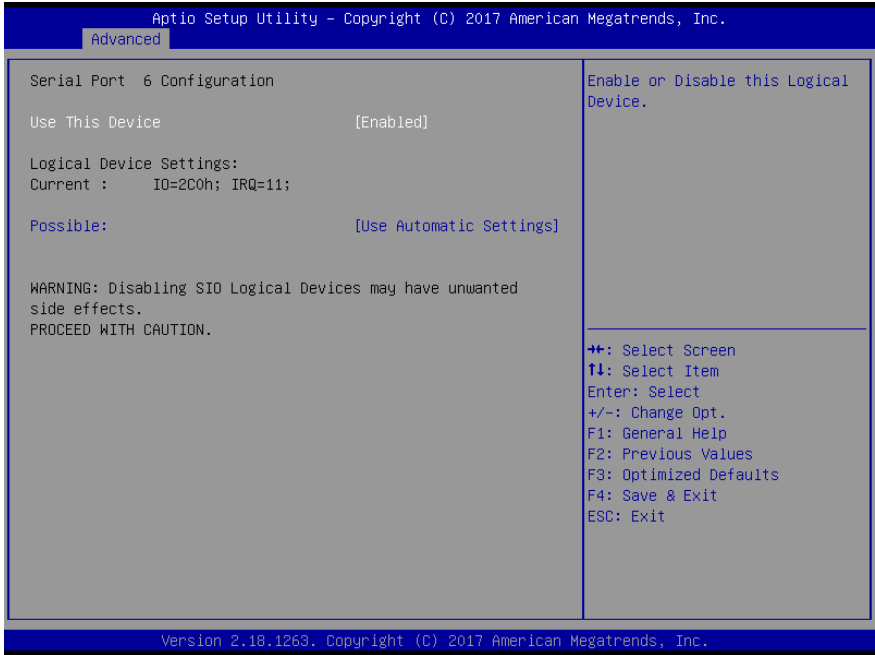 Aptio Setup Utility – Copyright (C) 2017 American Megatrends, Inc.
Advanced
Serial Port  6 Configuration
Use This Device [Enabled]
Logical Device Settings:
Current : IO=2C0h; IRQ=11;
Possible: [Use Automatic Settings]
WARNING: Disabling SIO Logical Devices may have unwanted
side effects.
PROCEED WITH CAUTION.
Enable or Disable this Logical
Device.
→←: Select Screen
↑↓: Select Item
Enter: Select
+/-: Change Opt.
F1: General Help
F2: Previous Values
F3: Optimized Defaults
F4: Save & Exit
ESC: Exit
Version 2.18.1263. Copyright (C) 2017 American Megatrends, Inc.